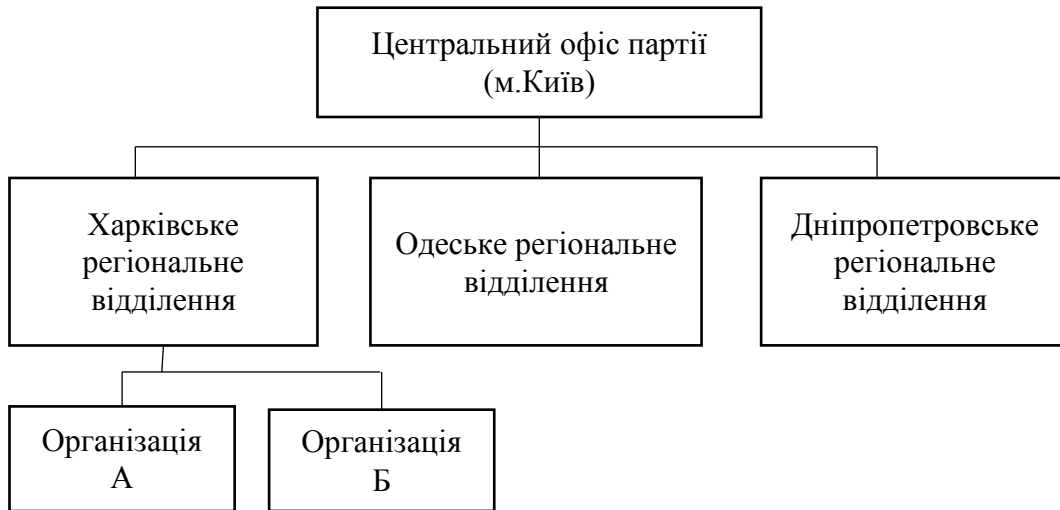 Центральний офіс партії
(м.Київ)
Харківське
регіональне
відділення
Одеське регіональне
відділення
Дніпропетровське
регіональне
відділення
Організація
А
Організація
Б